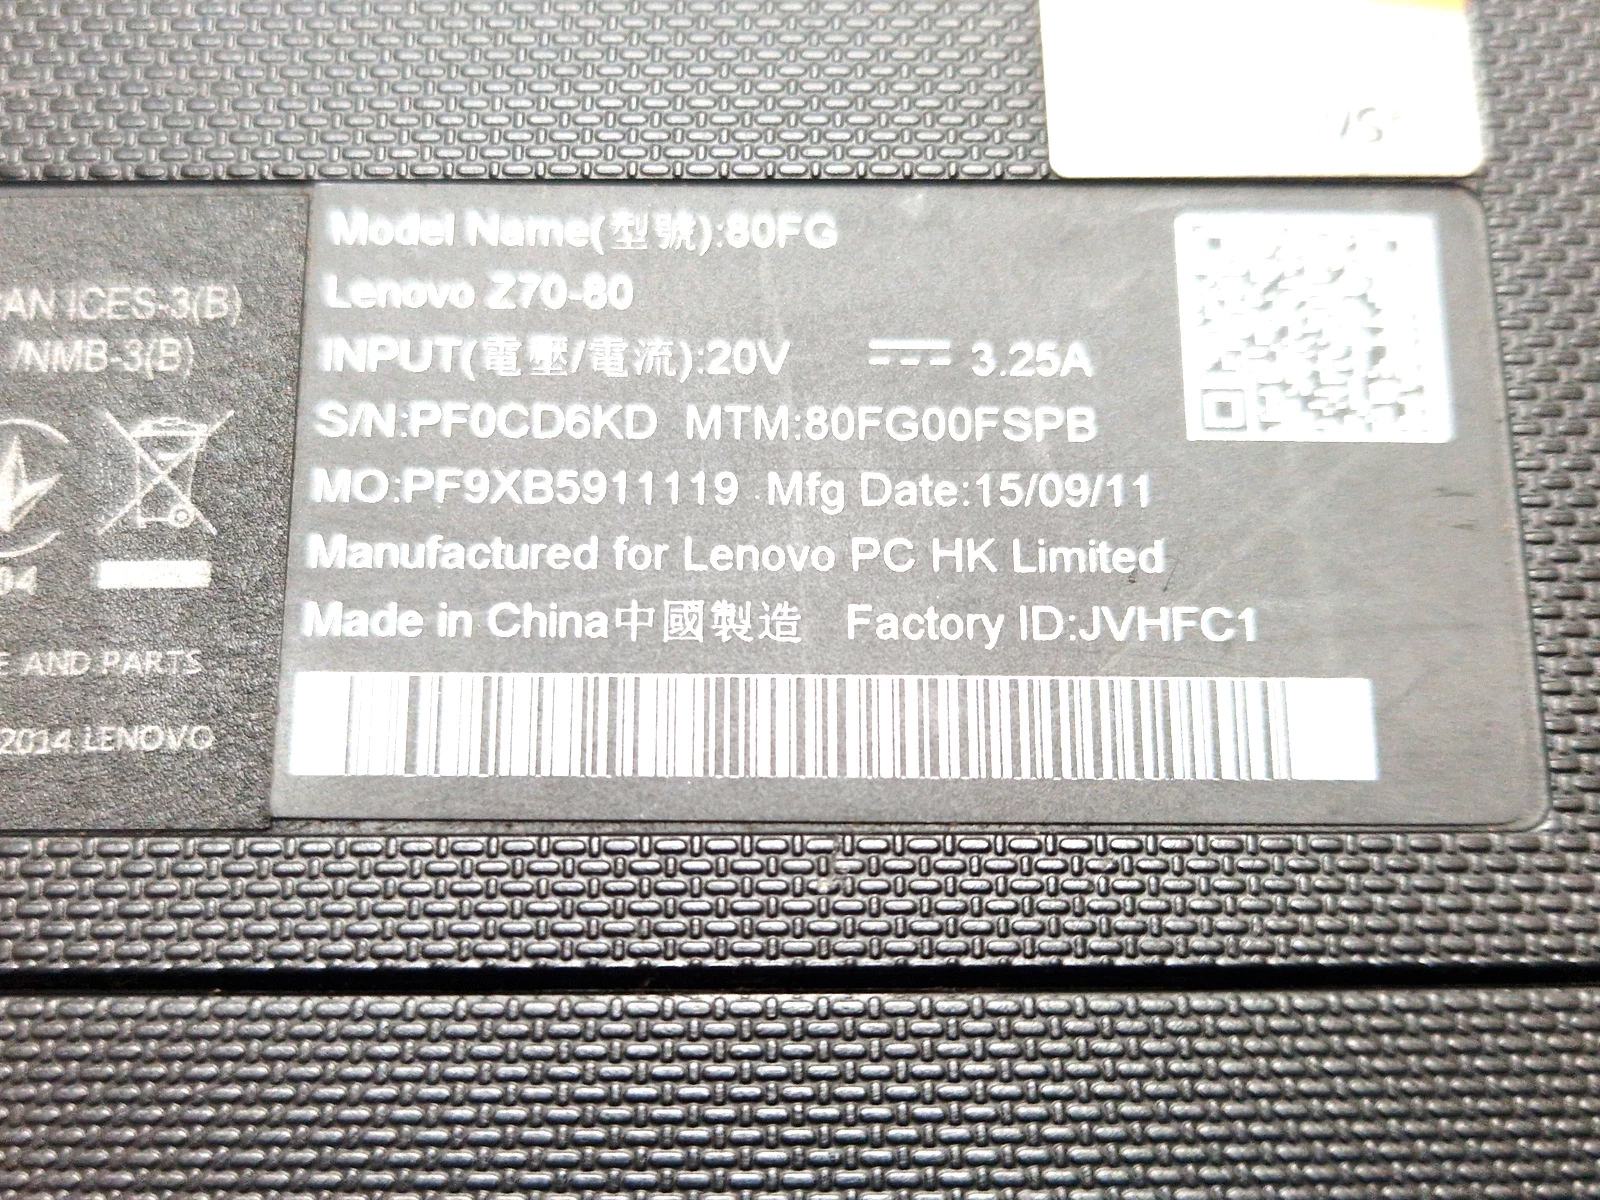 Model Name(型號):80FG
Lenovo Z70-80
INPUT(電壓/電流):20V 3.25A
S/N:PF0CD6KD MTM:80FG00FSPB
MO:PF9XB5911119 Mfg Date:15/09/11
Manufactured for Lenovo PC HK Limited
Made in China中國製造 Factory ID:JVHFC1
AN ICES-3(B)
/NMB-3(B)
04
E AND PARTS
2014 LENOVO